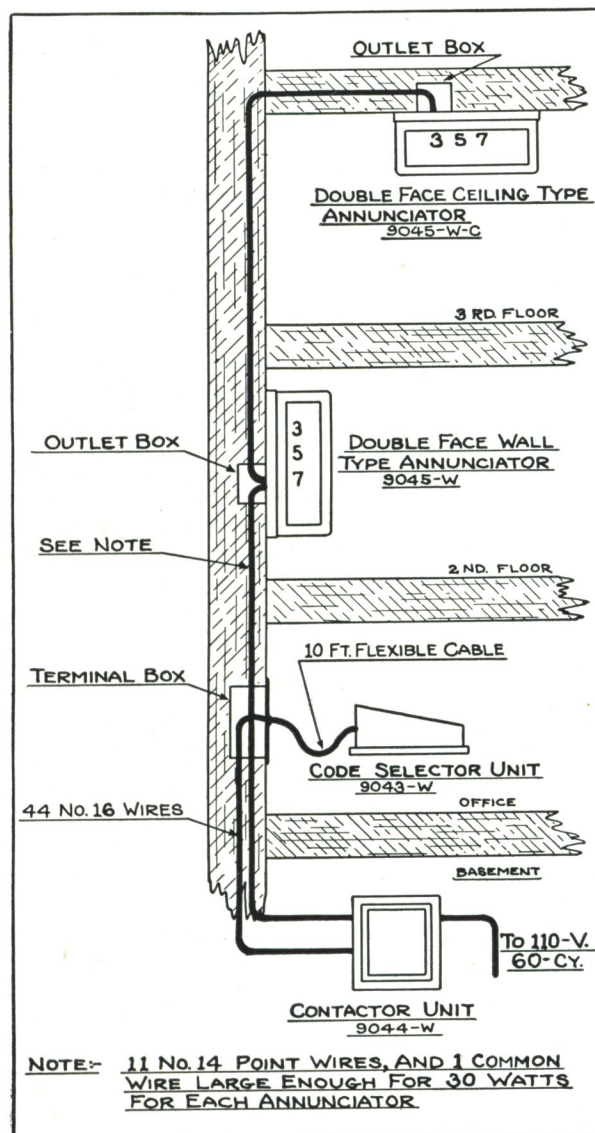 OUTLET BOX
3 5 7
DOUBLE FACE CEILING TYPE
ANNUNCIATOR
9045-W-C
3 RD. FLOOR
OUTLET BOX
3
5
7
DOUBLE FACE WALL
TYPE ANNUNCIATOR
9045-W
SEE NOTE
2 ND. FLOOR
10 FT. FLEXIBLE CABLE
TERMINAL BOX
CODE SELECTOR UNIT
9043-W
44 NO. 16 WIRES
OFFICE
BASEMENT
TO 110-V.
60-CY.
CONTACTOR UNIT
9044-W
NOTE:- 11 NO. 14 POINT WIRES, AND 1 COMMON
WIRE LARGE ENOUGH FOR 30 WATTS
FOR EACH ANNUNCIATOR